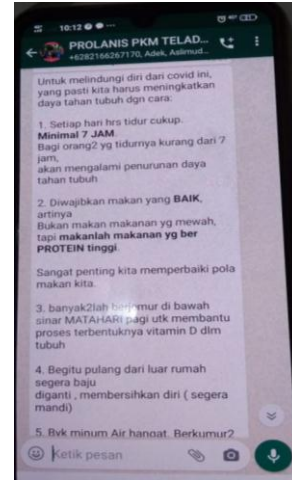 10:12
PROLANIS PKM TELAD...
+6282166267170, Adek, Aslimud...
Untuk melindungi diri dari covid ini,
yang pasti kita harus meningkatkan
daya tahan tubuh dgn cara:
1. Setiap hari hrs tidur cukup.
Minimal 7 JAM.
Bagi orang2 yg tidurnya kurang dari 7
jam,
akan mengalami penurunan daya
tahan tubuh
2. Diwajibkan makan yang BAIK,
artinya
Bukan makan makanan yg mewah,
tapi makanlah makanan yg ber
PROTEIN tinggi.
Sangat penting kita memperbaiki pola
makan kita.
3. banyak2lah berjemur di bawah
sinar MATAHARI pagi utk membantu
proses terbentuknya vitamin D dlm
tubuh
4. Begitu pulang dari luar rumah
segera baju
diganti , membersihkan diri ( segera
mandi)
5. Byk minum Air hangat. Berkumur2
Ketik pesan